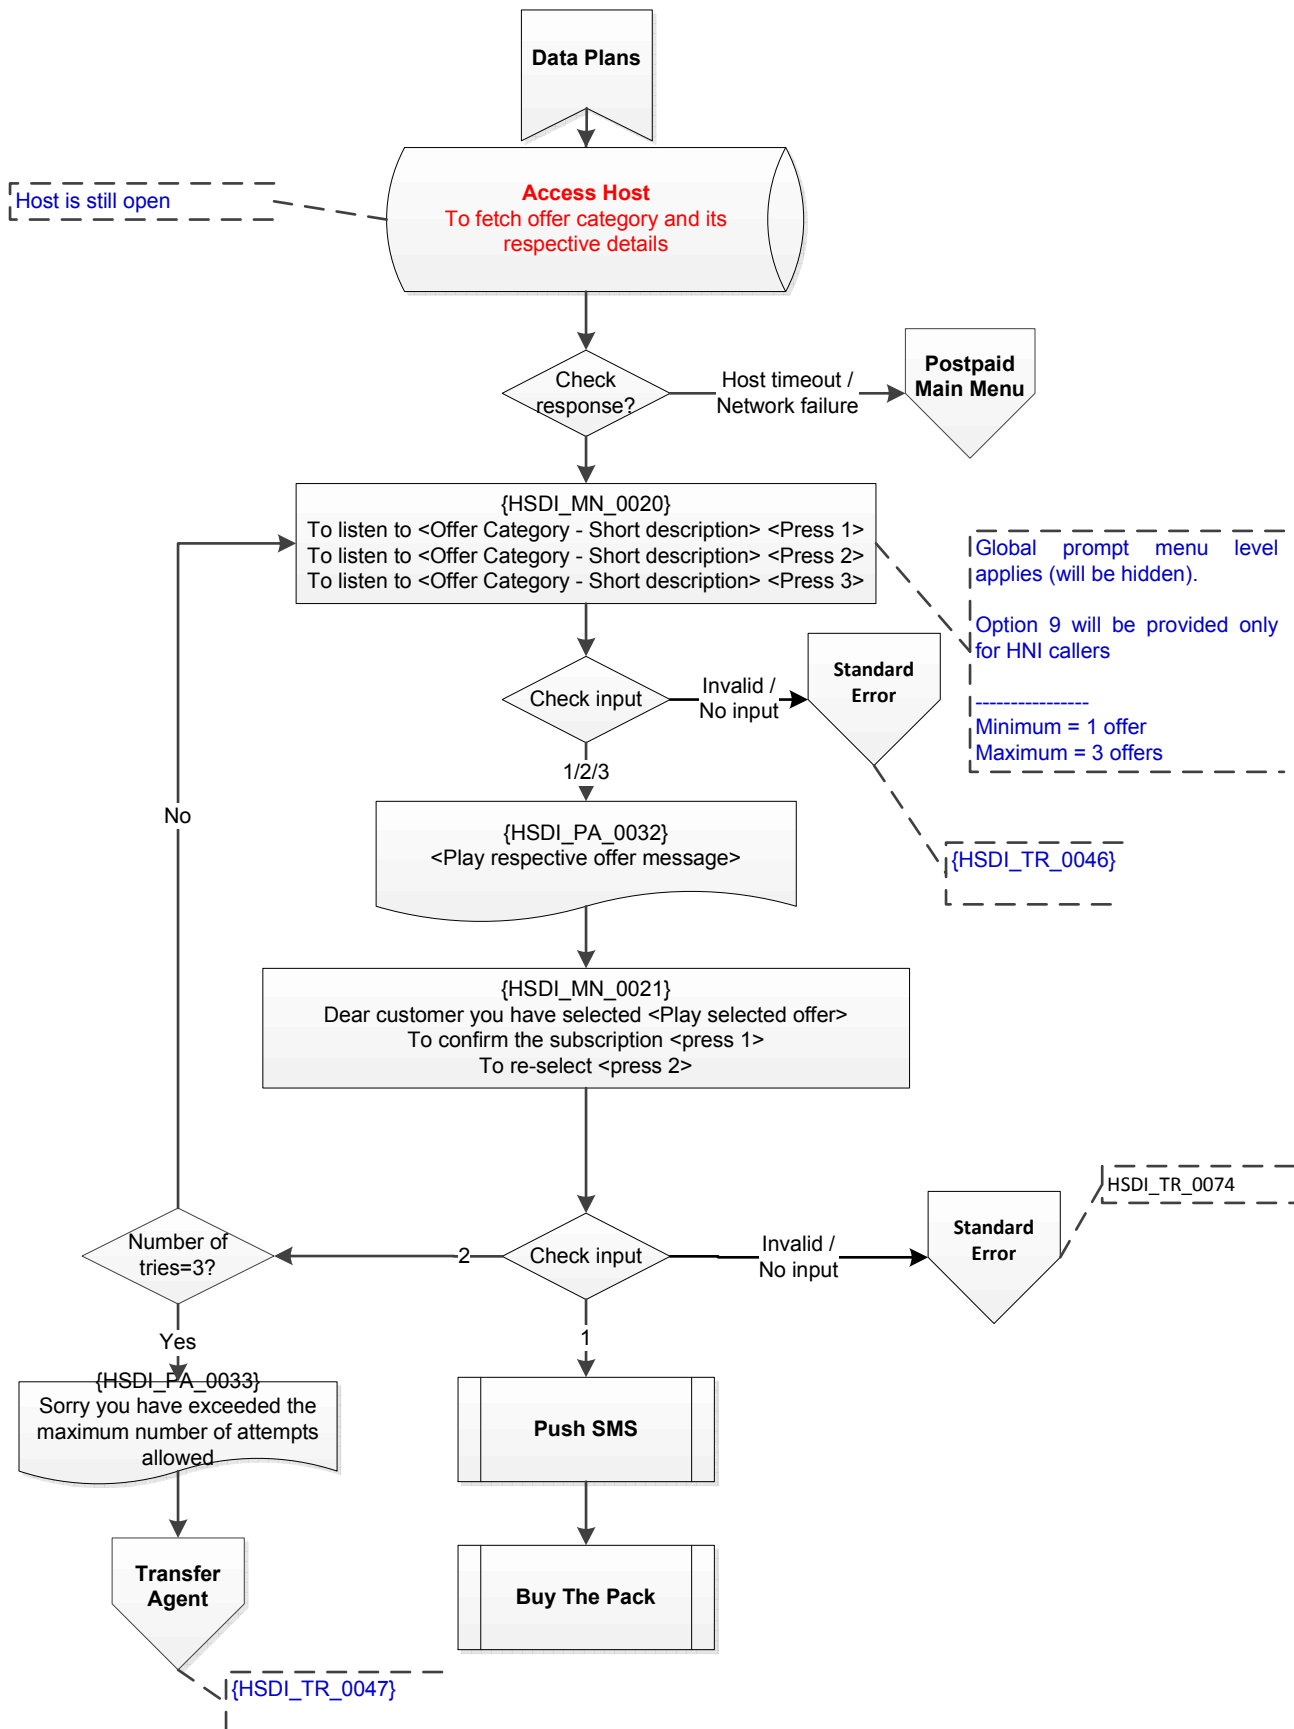 Data Plans
Host is still open
Access Host
To fetch offer category and its
respective details
Check
response?
Host timeout /
Network failure
Postpaid
Main Menu
{HSDI_MN_0020}
To listen to <Offer Category - Short description> <Press 1>
To listen to <Offer Category - Short description> <Press 2>
To listen to <Offer Category - Short description> <Press 3>
Global prompt menu level
applies (will be hidden).
Option 9 will be provided only
for HNI callers
----------------
Minimum = 1 offer
Maximum = 3 offers
Check input
Invalid /
No input
Standard
Error
1/2/3
No
{HSDI_PA_0032}
<Play respective offer message>
{HSDI_TR_0046}
{HSDI_MN_0021}
Dear customer you have selected <Play selected offer>
To confirm the subscription <press 1>
To re-select <press 2>
HSDI_TR_0074
Number of
tries=3?
2
Check input
Invalid /
No input
Standard
Error
Yes
1
{HSDI_PA_0033}
Sorry you have exceeded the
maximum number of attempts
allowed
Push SMS
Transfer
Agent
Buy The Pack
{HSDI_TR_0047}